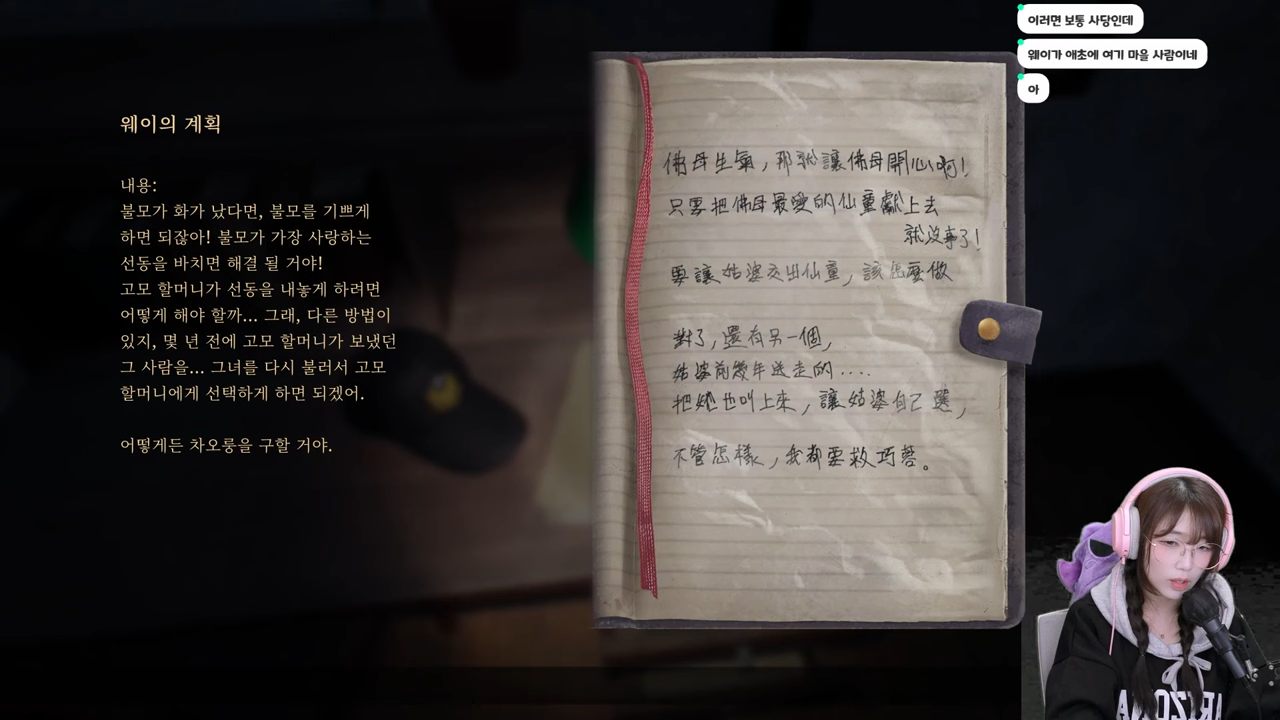 이러면 보통 사당인데
웨이가 애초에 여기 마을 사람이네
아
웨이의 계획
내용:
불모가 화가 났다면, 불모를 기쁘게
하면 되잖아! 불모가 가장 사랑하는
선동을 바치면 해결 될 거야!
고모 할머니가 선동을 내놓게 하려면
어떻게 해야 할까... 그래, 다른 방법이
있지, 몇 년 전에 고모 할머니가 보냈던
그 사람을... 그녀를 다시 불러서 고모
할머니에게 선택하게 하면 되겠어.
어떻게든 차오룽을 구할 거야.
佛母生氣，那就讓佛母開心啊！
只要把佛母最愛的仙童獻上去
就沒事了！
要讓姑婆交出仙童，該怎麼做
對了，還有另一個，
姑婆前幾年送走的....
把她也叫上來，讓姑婆自己選，
不管怎樣，我都要救巧蓉。
ARIZONA